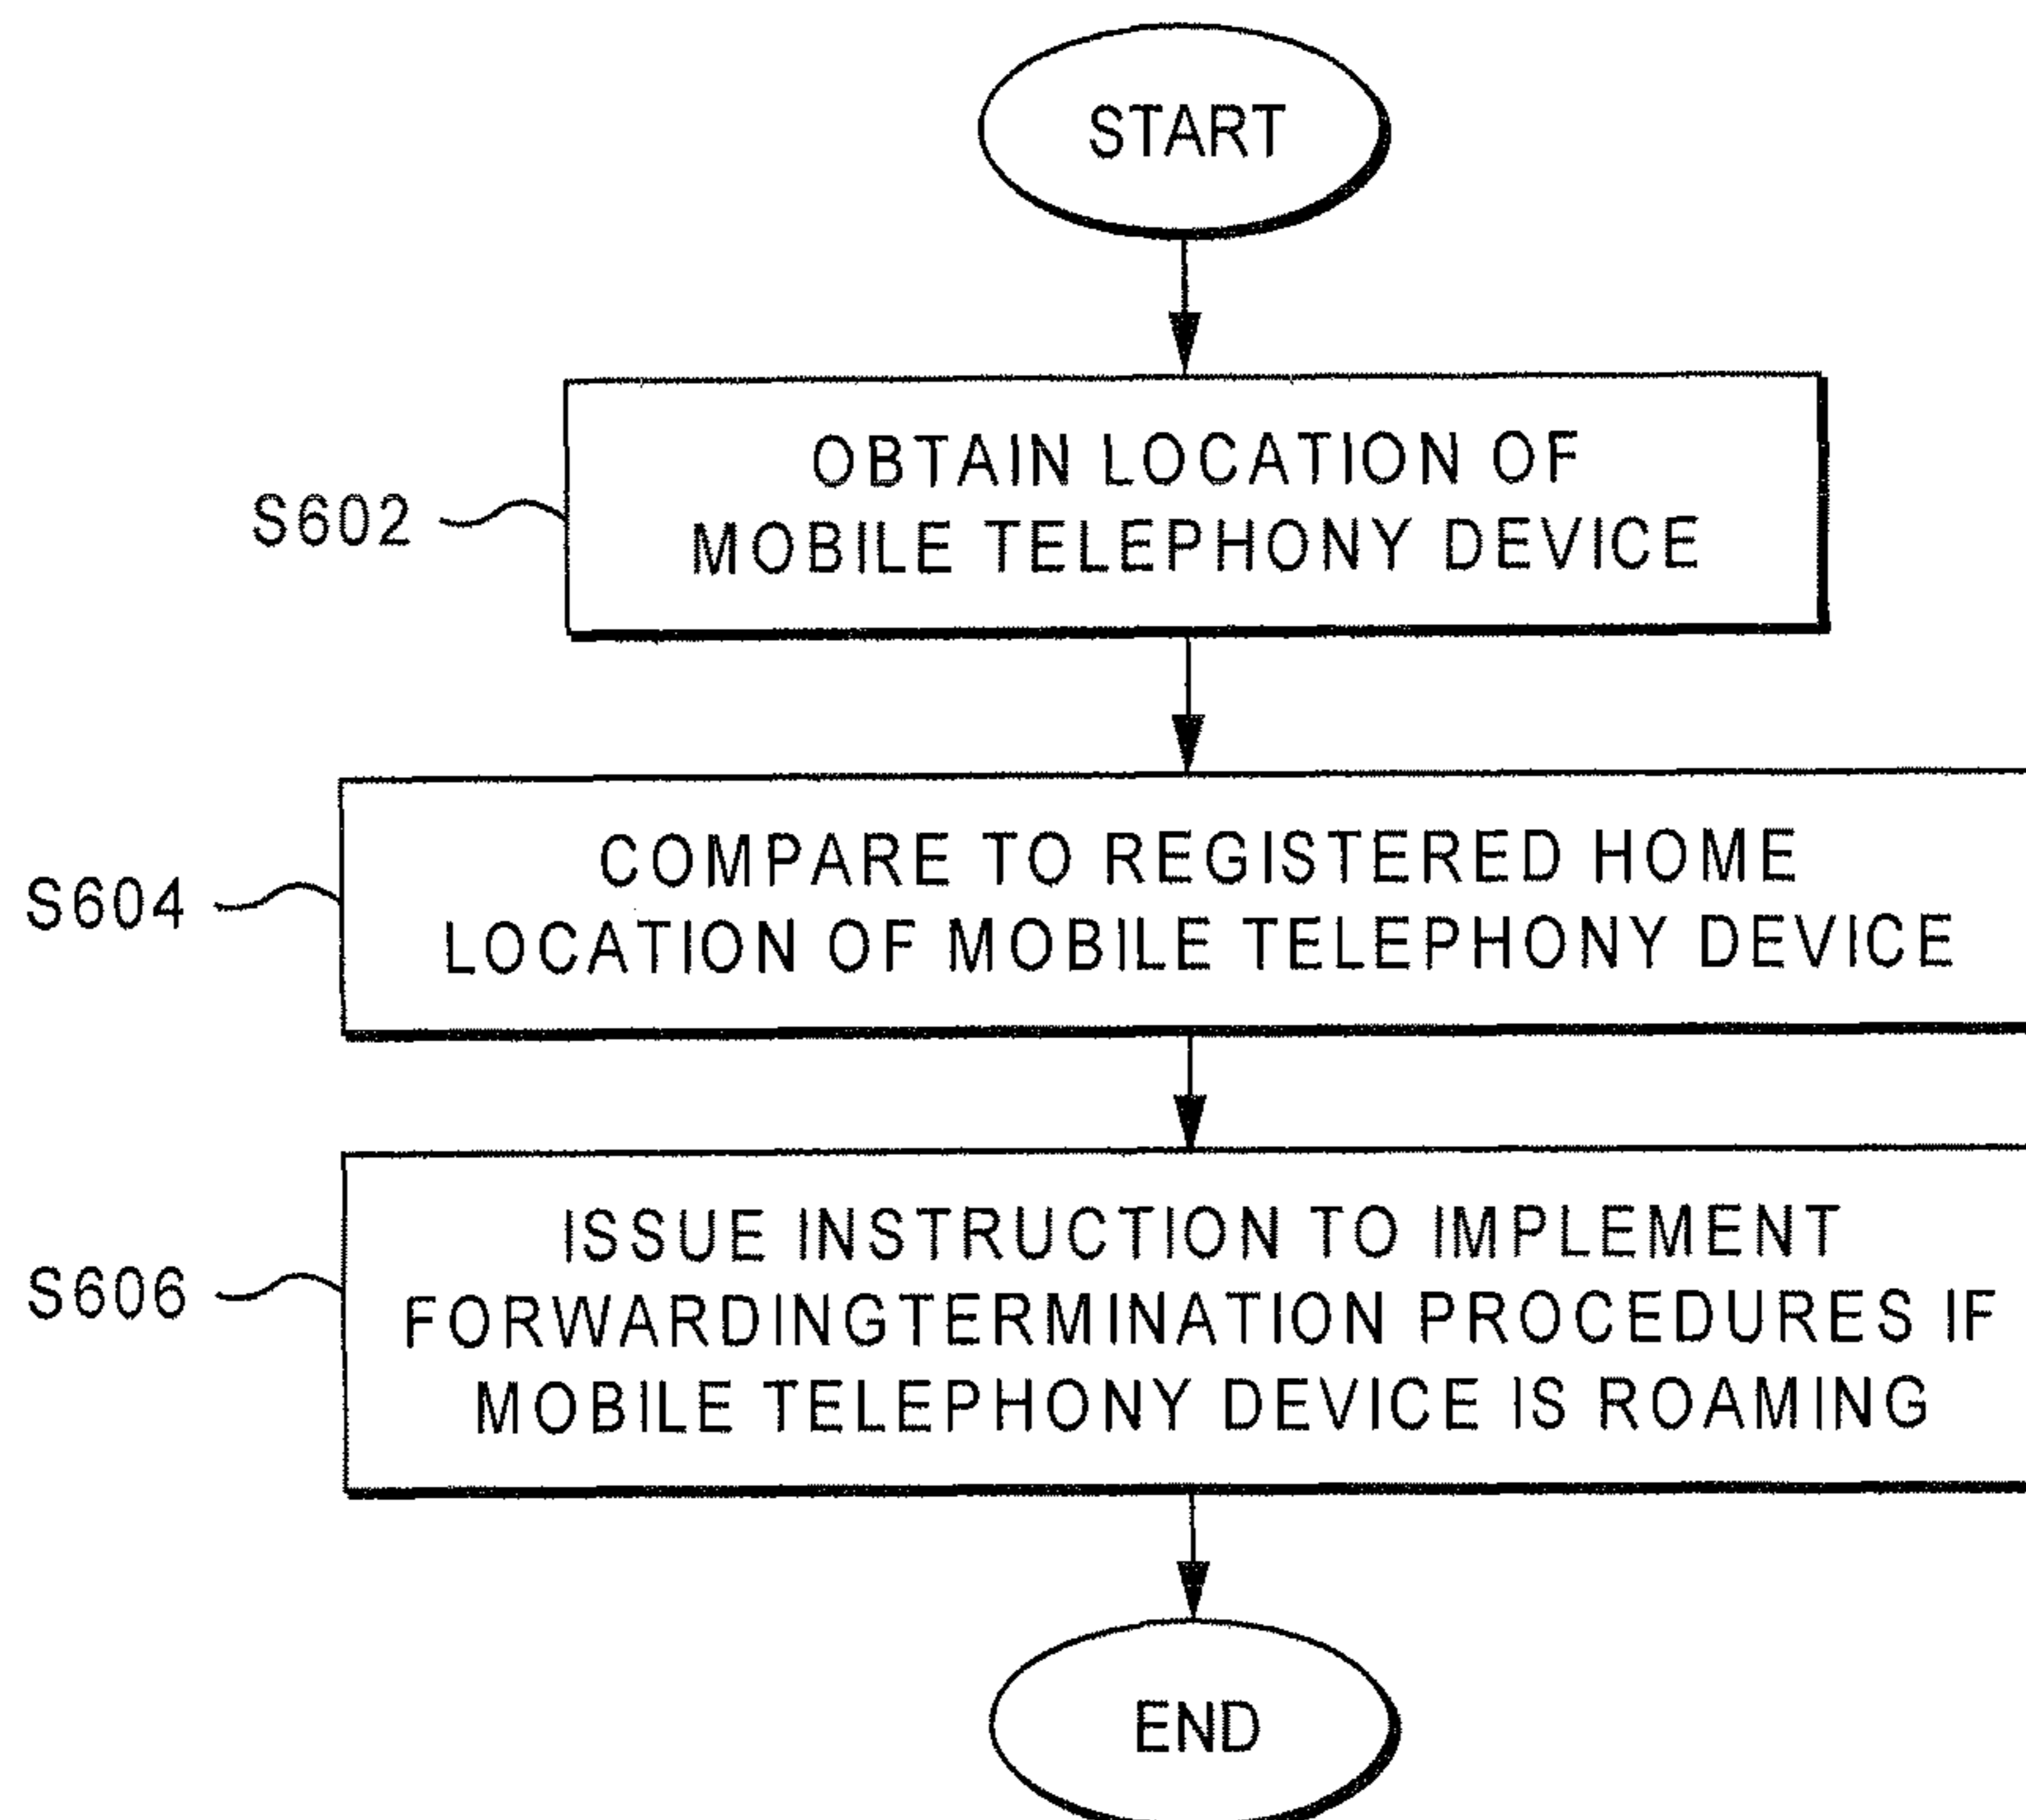 START
S602
OBTAIN LOCATION OF
MOBILE TELEPHONY DEVICE
S604
COMPARE TO REGISTERED HOME
LOCATION OF MOBILE TELEPHONY DEVICE
S606
ISSUE INSTRUCTION TO IMPLEMENT
FORWARDINGTERMINATION PROCEDURES IF
MOBILE TELEPHONY DEVICE IS ROAMING
END